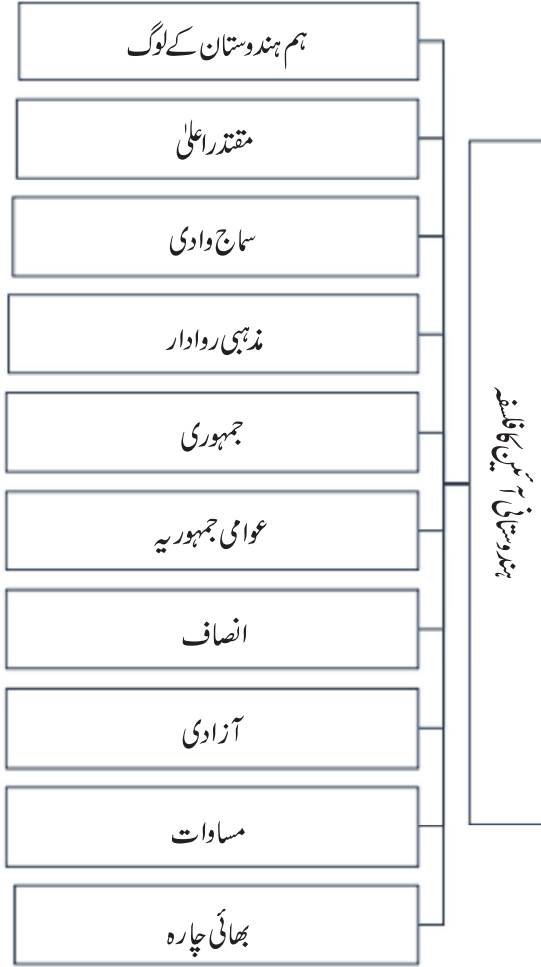 ہندوستانی آئین کا فلسفہ
ہم ہندوستان کے لوگ
مقتدر اعلیٰ
سماج وادی
مذہبی روادار
جمہوری
عوامی جمہوریہ
انصاف
آزادی
مساوات
بھائی چارہ